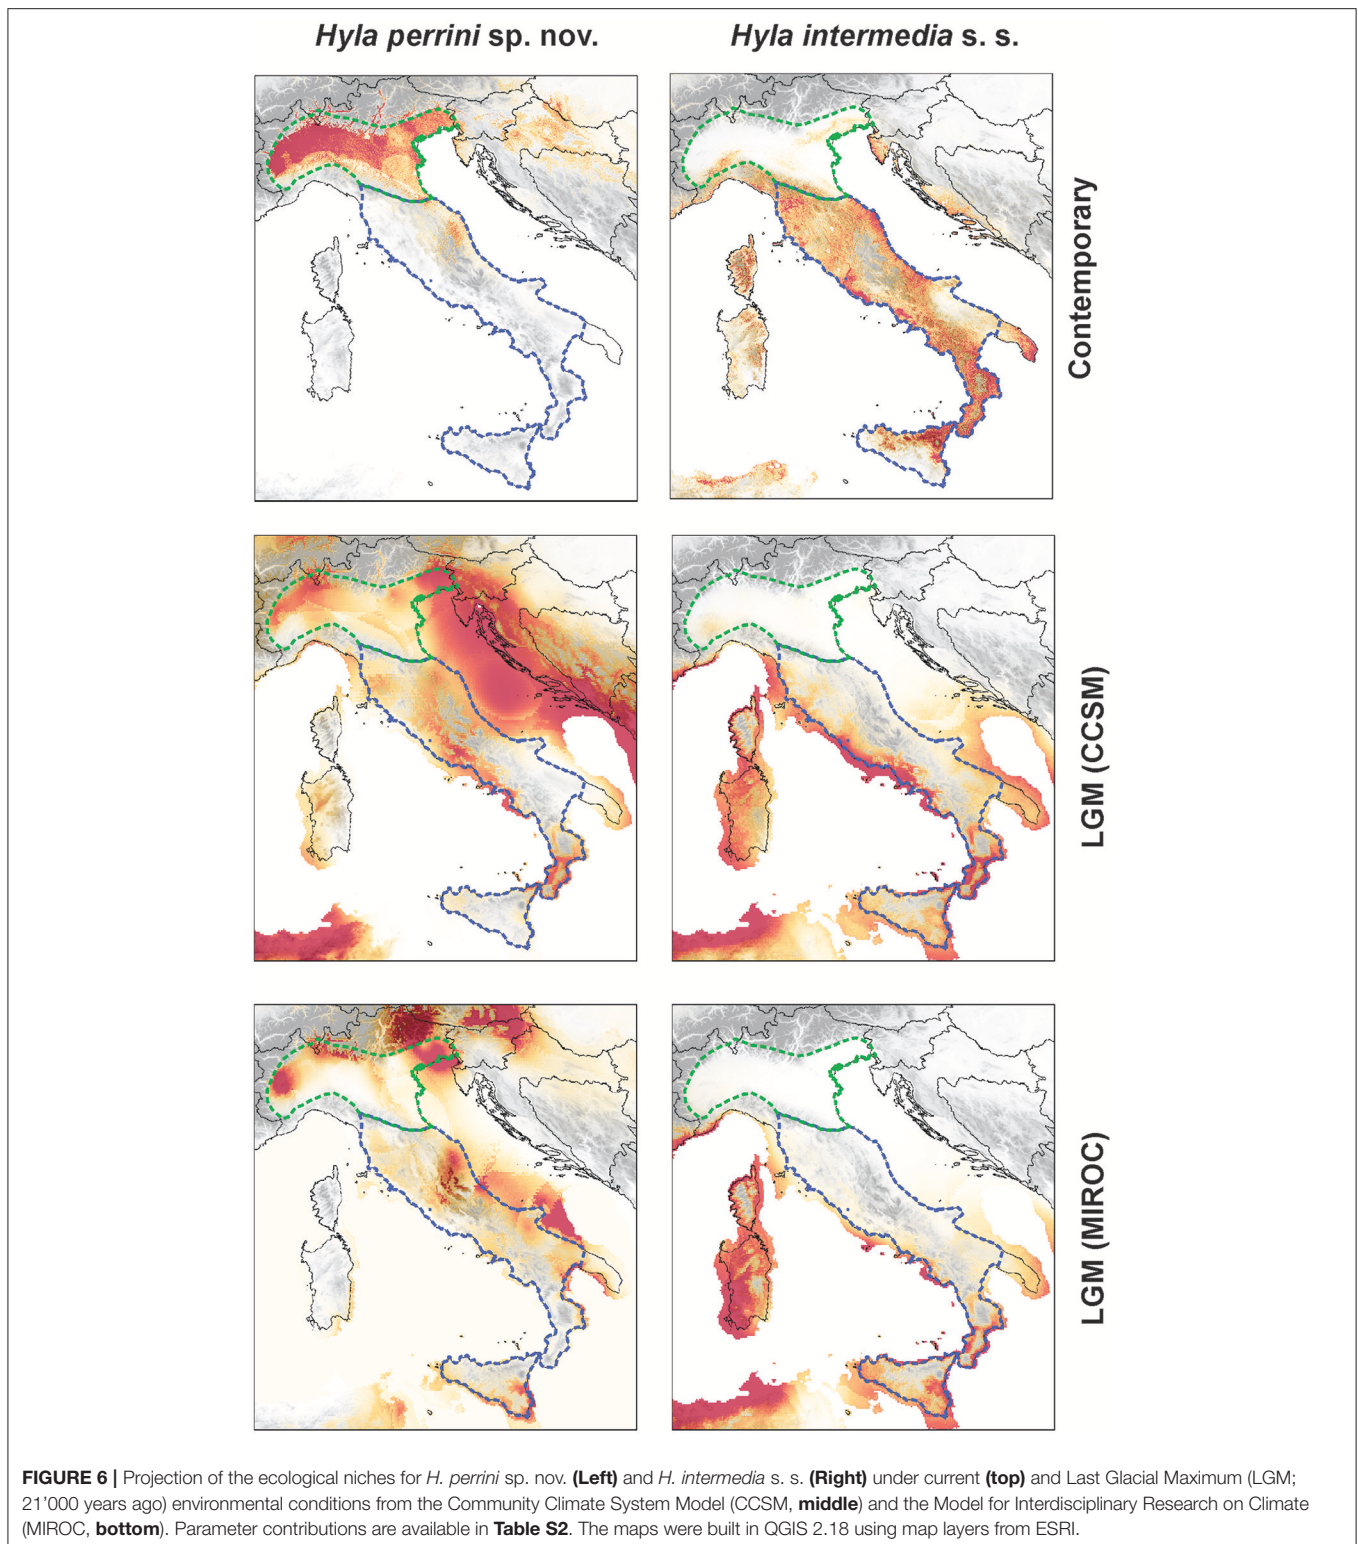 Hyla perrini sp. nov.
Hyla intermedia s. s.
Contemporary
LGM (CCSM)
LGM (MIROC)
FIGURE 6 | Projection of the ecological niches for H. perrini sp. nov. (Left) and H. intermedia s. s. (Right) under current (top) and Last Glacial Maximum (LGM;
21’000 years ago) environmental conditions from the Community Climate System Model (CCSM, middle) and the Model for Interdisciplinary Research on Climate
(MIROC, bottom). Parameter contributions are available in Table S2. The maps were built in QGIS 2.18 using map layers from ESRI.